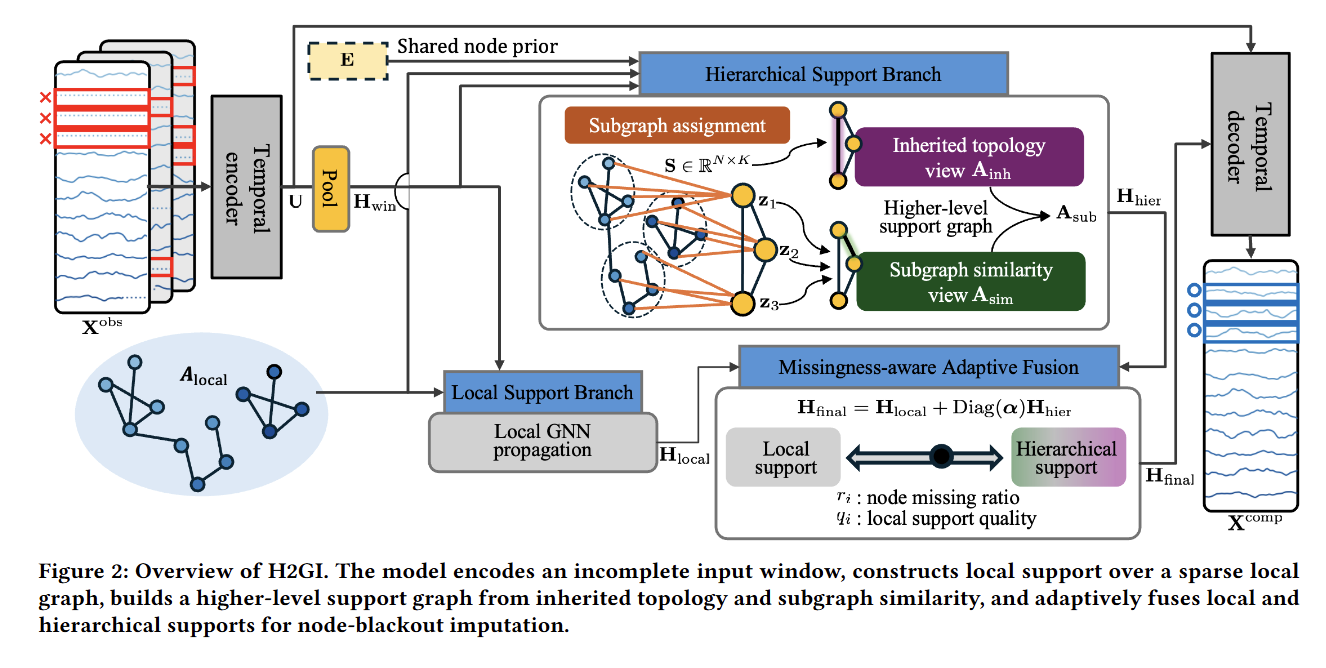 E
Shared node prior
Hierarchical Support Branch
Temporal encoder
U
Pool
H_win
X^obs
Subgraph assignment
S ∈ ℝ^{N×K}
z_1
z_2
z_3
Inherited topology
view A_inh
Higher-level
support graph
A_sub
Subgraph similarity
view A_sim
H_hier
Temporal decoder
A_local
Local Support Branch
Local GNN
propagation
H_local
Missingness-aware Adaptive Fusion
H_final = H_local + Diag(α)H_hier
Local
support
Hierarchical
support
r_i : node missing ratio
q_i : local support quality
H_final
X^comp
Figure 2: Overview of H2GI. The model encodes an incomplete input window, constructs local support over a sparse local
graph, builds a higher-level support graph from inherited topology and subgraph similarity, and adaptively fuses local and
hierarchical supports for node-blackout imputation.